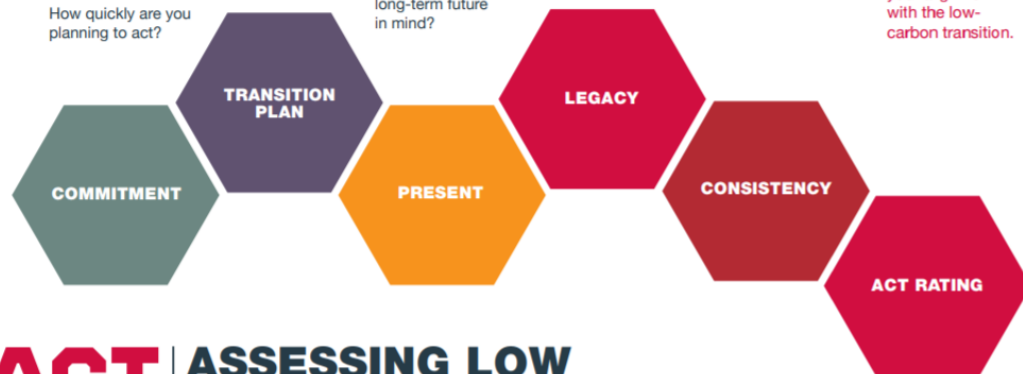 How quickly are you
planning to act?
long-term future
in mind?
with the low-
carbon transition.
TRANSITION
PLAN
LEGACY
COMMITMENT
PRESENT
CONSISTENCY
ACT RATING
ACT
ASSESSING LOW